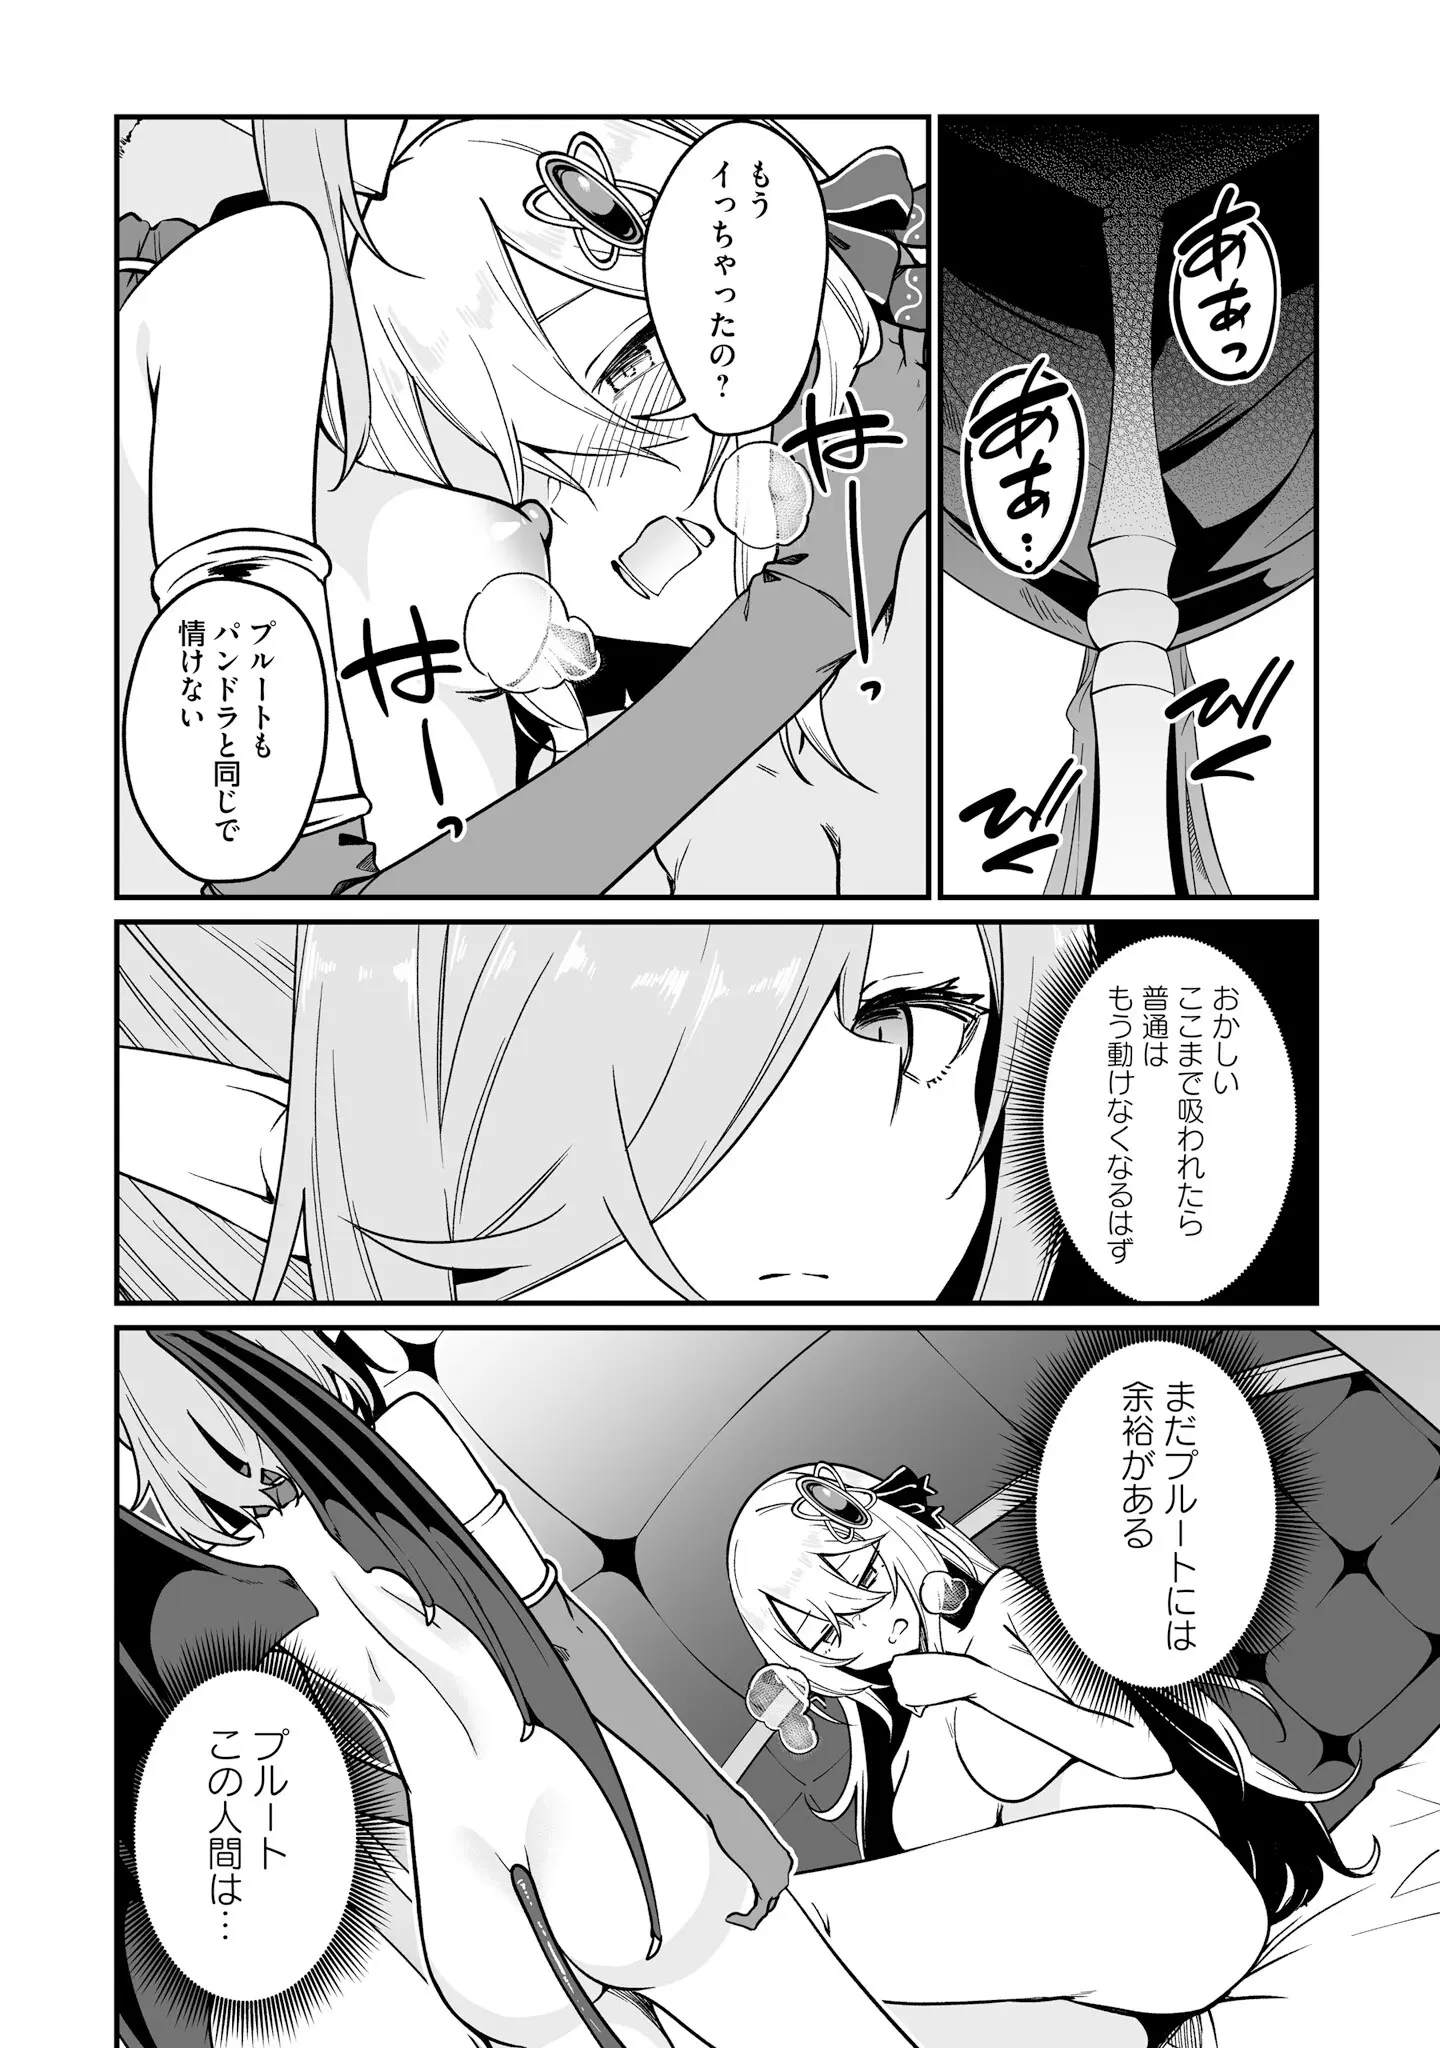 あぁっ
あぁ…
ビクッ
ビクッ
もう
イっちゃったの？
はーっ
はーっ
プルートも
パンドラと同じで
情けない
おかしい
ここまで吸われたら
普通は
もう動けなくなるはず
まだプルートには
余裕がある
プルート
この人間は…